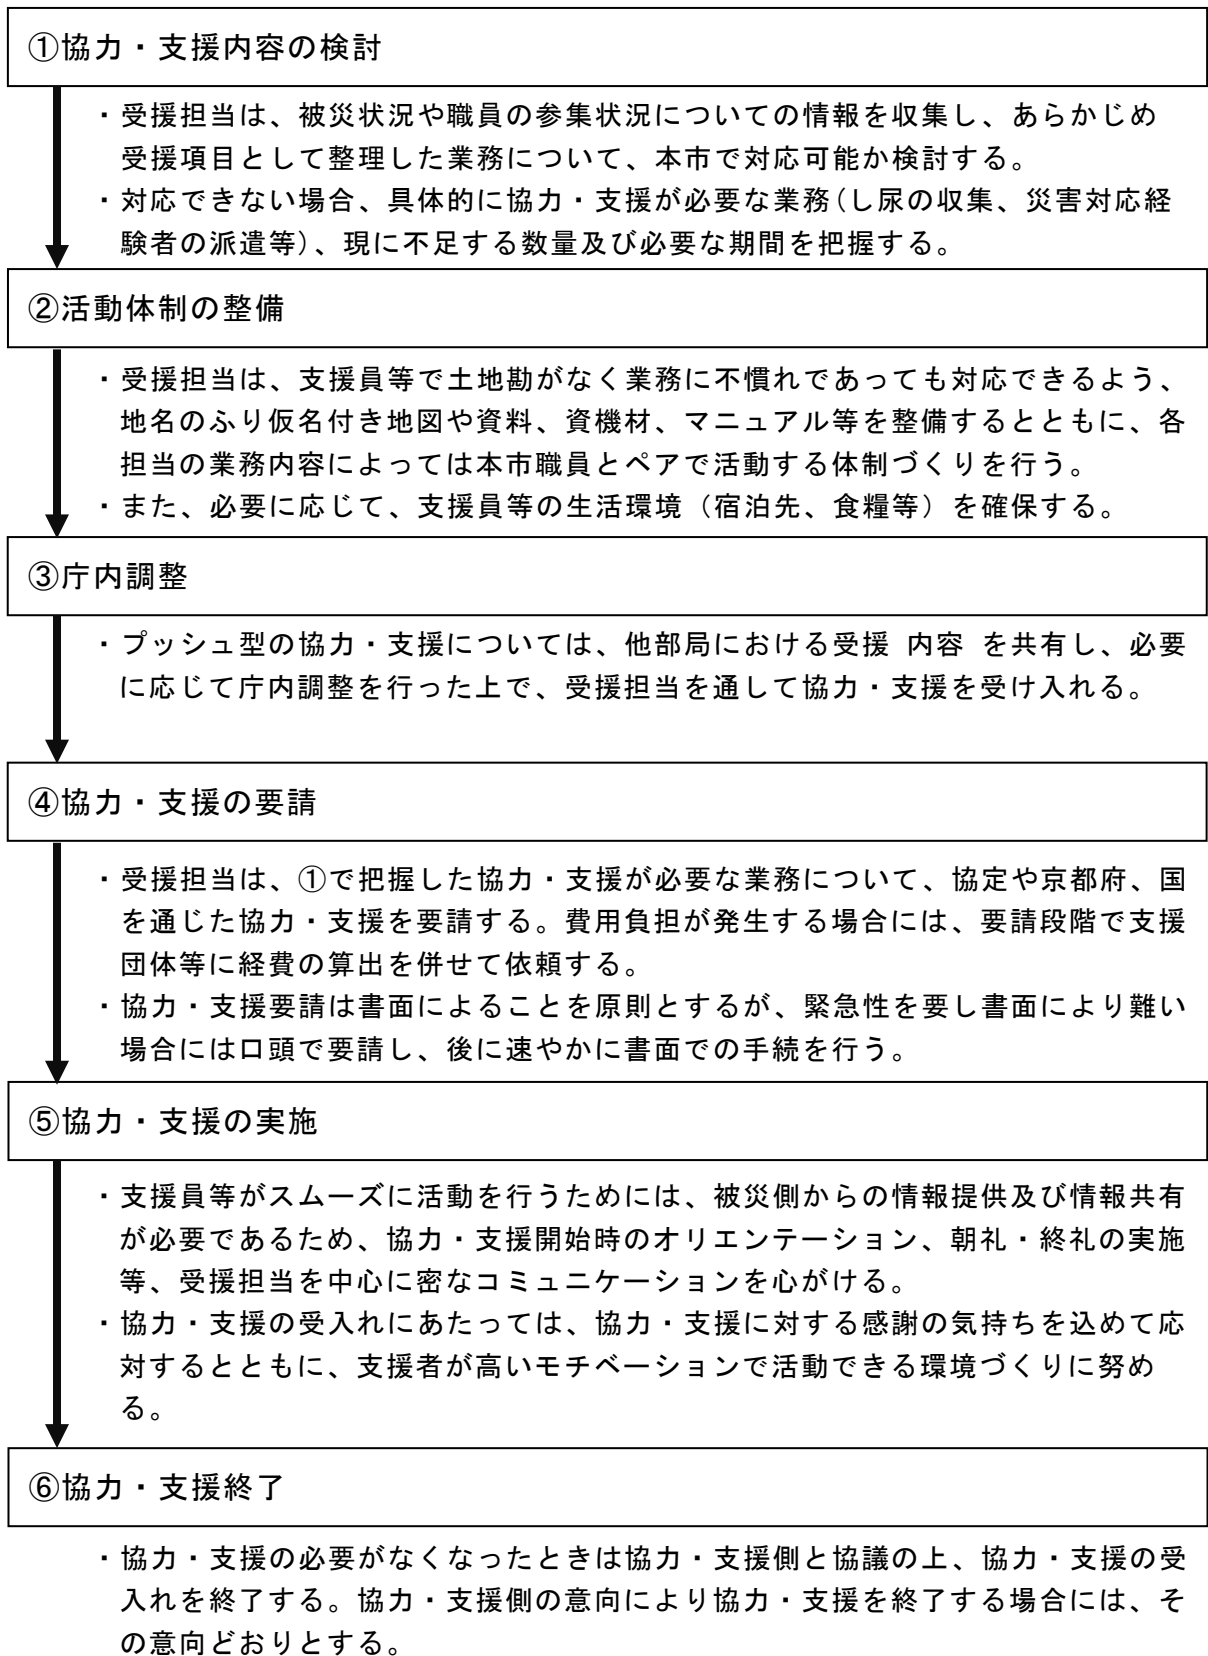 ①協力・支援内容の検討
・受援担当は、被災状況や職員の参集状況についての情報を収集し、あらかじめ
受援項目として整理した業務について、本市で対応可能か検討する。
・対応できない場合、具体的に協力・支援が必要な業務(し尿の収集、災害対応経
験者の派遣等)、現に不足する数量及び必要な期間を把握する。
②活動体制の整備
・受援担当は、支援員等で土地勘がなく業務に不慣れであっても対応できるよう、
地名のふり仮名付き地図や資料、資機材、マニュアル等を整備するとともに、各
担当の業務内容によっては本市職員とペアで活動する体制づくりを行う。
・また、必要に応じて、支援員等の生活環境（宿泊先、食糧等）を確保する。
③庁内調整
・プッシュ型の協力・支援については、他部局における受援 内容 を共有し、必要
に応じて庁内調整を行った上で、受援担当を通して協力・支援を受け入れる。
④協力・支援の要請
・受援担当は、①で把握した協力・支援が必要な業務について、協定や京都府、国
を通じた協力・支援を要請する。費用負担が発生する場合には、要請段階で支援
団体等に経費の算出を併せて依頼する。
・協力・支援要請は書面によることを原則とするが、緊急性を要し書面により難い
場合には口頭で要請し、後に速やかに書面での手続を行う。
⑤協力・支援の実施
・支援員等がスムーズに活動を行うためには、被災側からの情報提供及び情報共有
が必要であるため、協力・支援開始時のオリエンテーション、朝礼・終礼の実施
等、受援担当を中心に密なコミュニケーションを心がける。
・協力・支援の受入れにあたっては、協力・支援に対する感謝の気持ちを込めて応
対するとともに、支援者が高いモチベーションで活動できる環境づくりに努め
る。
⑥協力・支援終了
・協力・支援の必要がなくなったときは協力・支援側と協議の上、協力・支援の受
入れを終了する。協力・支援側の意向により協力・支援を終了する場合には、そ
の意向どおりとする。